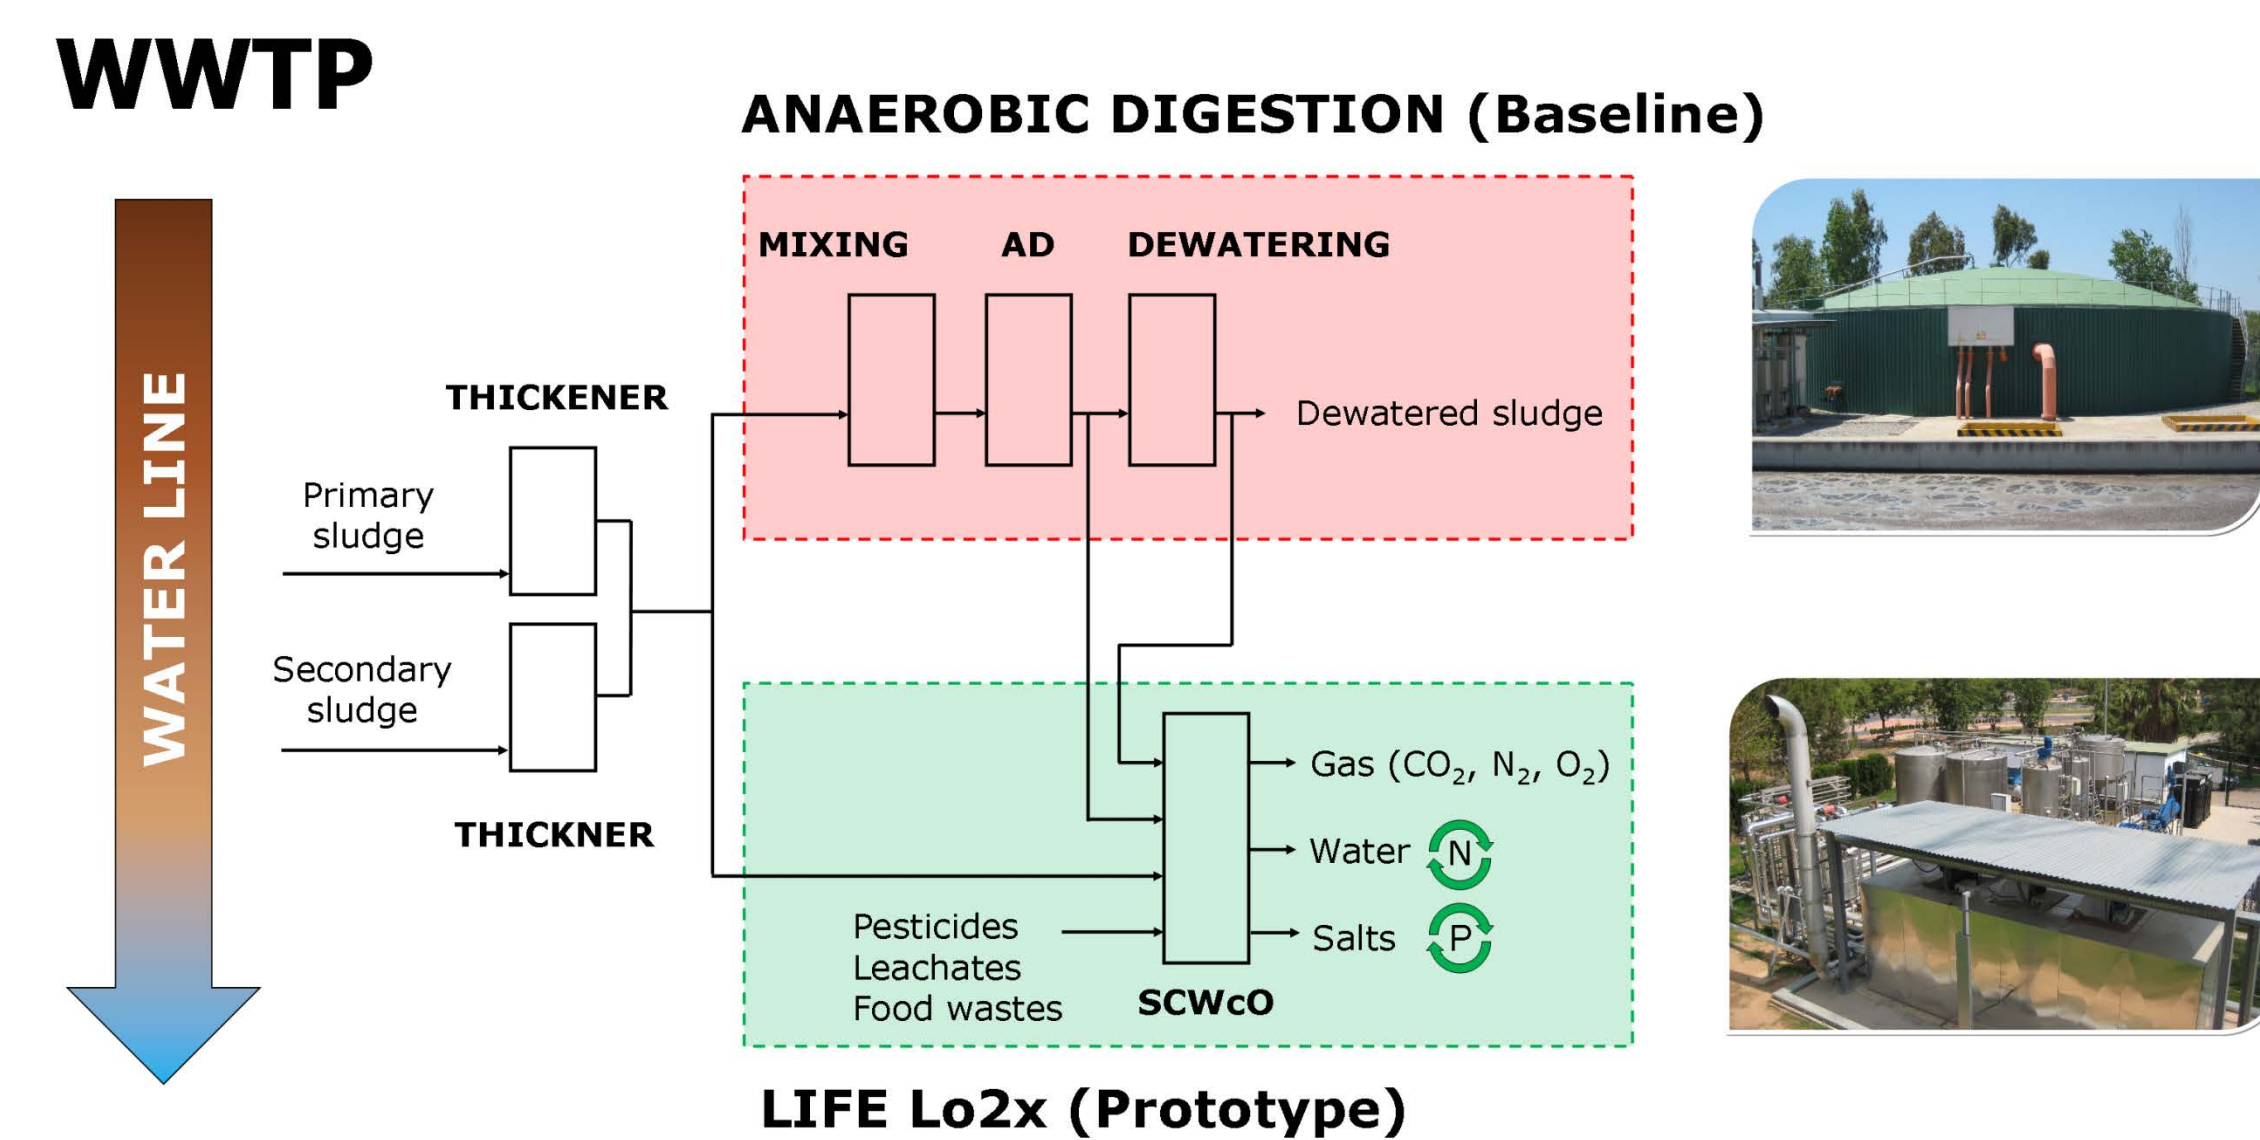 WWTP
ANAEROBIC DIGESTION (Baseline)
WATER LINE
MIXING
AD
DEWATERING
THICKENER
Dewatered sludge
Primary
sludge
Secondary
sludge
THICKNER
Gas (CO₂, N₂, O₂)
Water N
Salts P
Pesticides
Leachates
Food wastes
SCWcO
LIFE Lo2x (Prototype)